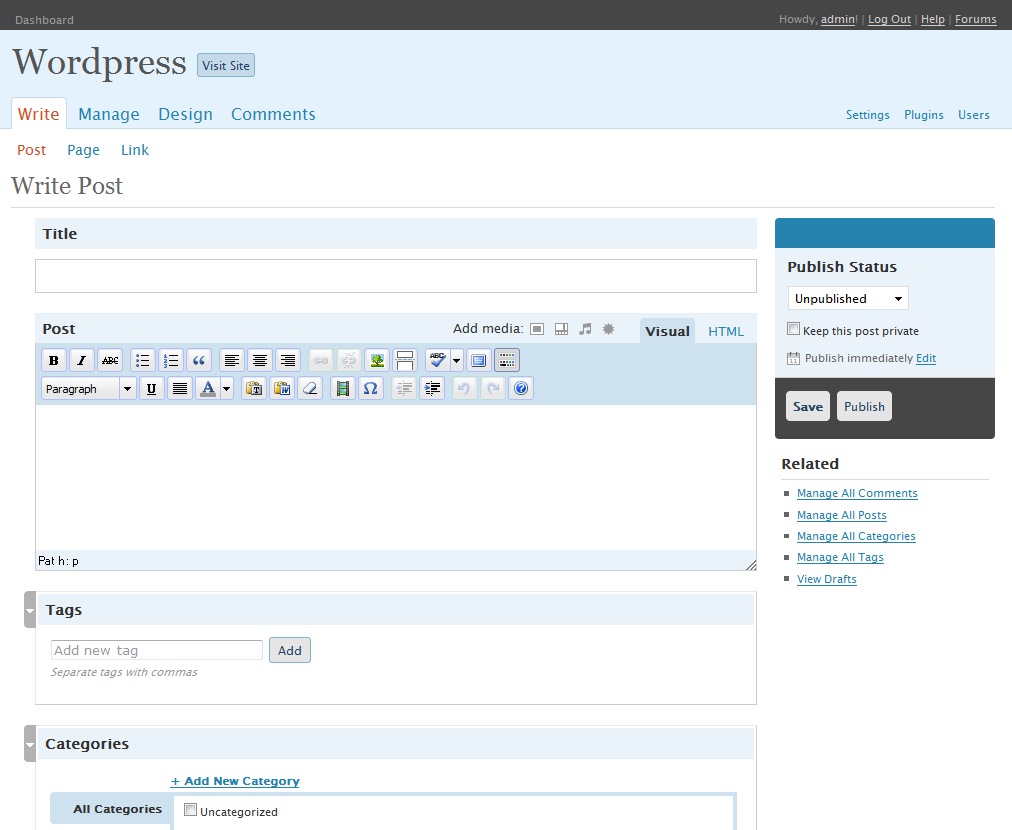 Dashboard Howdy, admin! | Log Out | Help | Forums
Wordpress Visit Site
Write Manage Design Comments Settings Plugins Users
Post Page Link
Write Post
Title
Post Add media: Visual HTML
B I ABC ABC
Paragraph U A T W Ω
Path: p
Tags
Add new tag Add
Separate tags with commas
Categories
+ Add New Category
All Categories Uncategorized
Publish Status
Unpublished
Keep this post private
Publish immediately Edit
Save Publish
Related
Manage All Comments
Manage All Posts
Manage All Categories
Manage All Tags
View Drafts